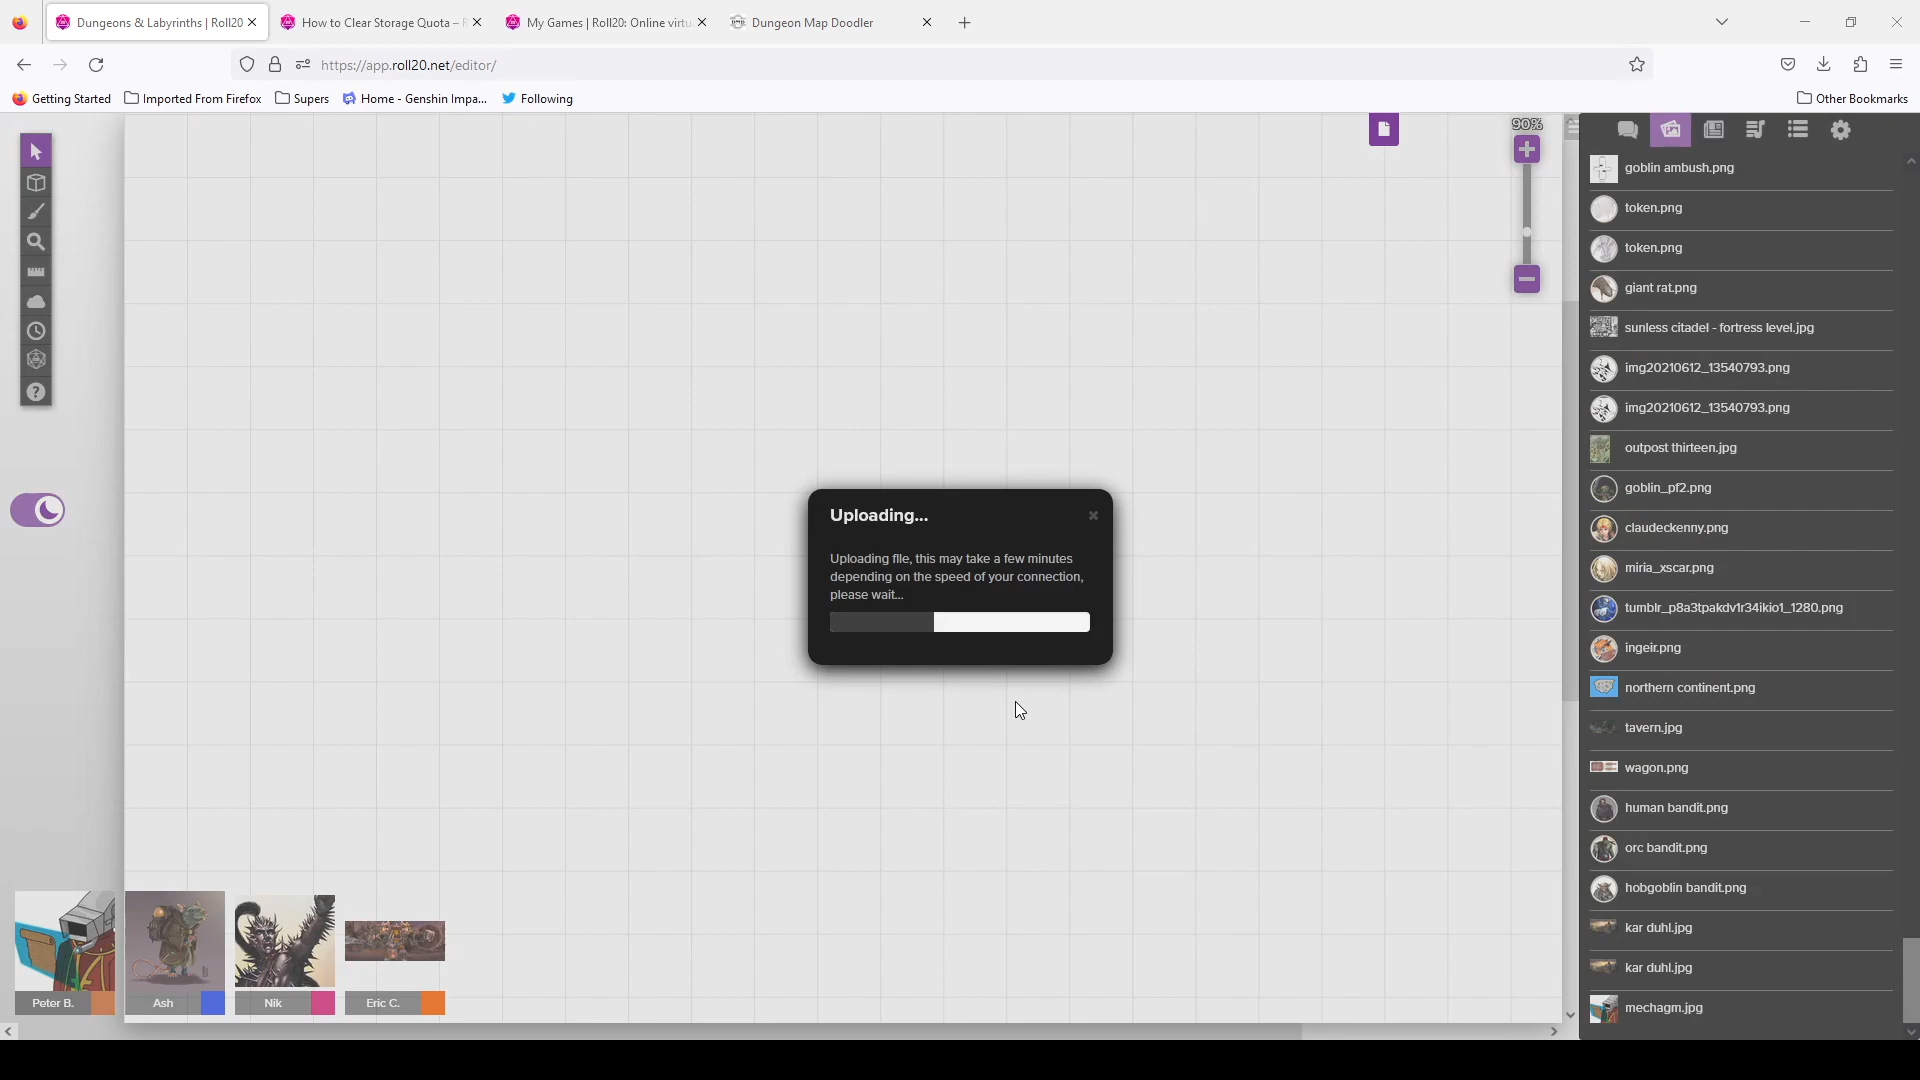 Dungeons & Labyrinths | Roll20
How to Clear Storage Quota –
My Games | Roll20: Online virtu
Dungeon Map Doodler
https://app.roll20.net/editor/
Getting Started
Imported From Firefox
Supers
Home - Genshin Impa...
Following
Other Bookmarks
90%
goblin ambush.png
token.png
token.png
giant rat.png
sunless citadel - fortress level.jpg
img20210612_13540793.png
img20210612_13540793.png
outpost thirteen.jpg
goblin_pf2.png
claudeckenny.png
miria_xscar.png
tumblr_p8a3tpakdv1r34ikio1_1280.png
ingeir.png
northern continent.png
tavern.jpg
wagon.png
human bandit.png
orc bandit.png
hobgoblin bandit.png
kar duhl.jpg
kar duhl.jpg
mechagm.jpg
Uploading...
Uploading file, this may take a few minutes
depending on the speed of your connection,
please wait...
Peter B.
Ash
Nik
Eric C.